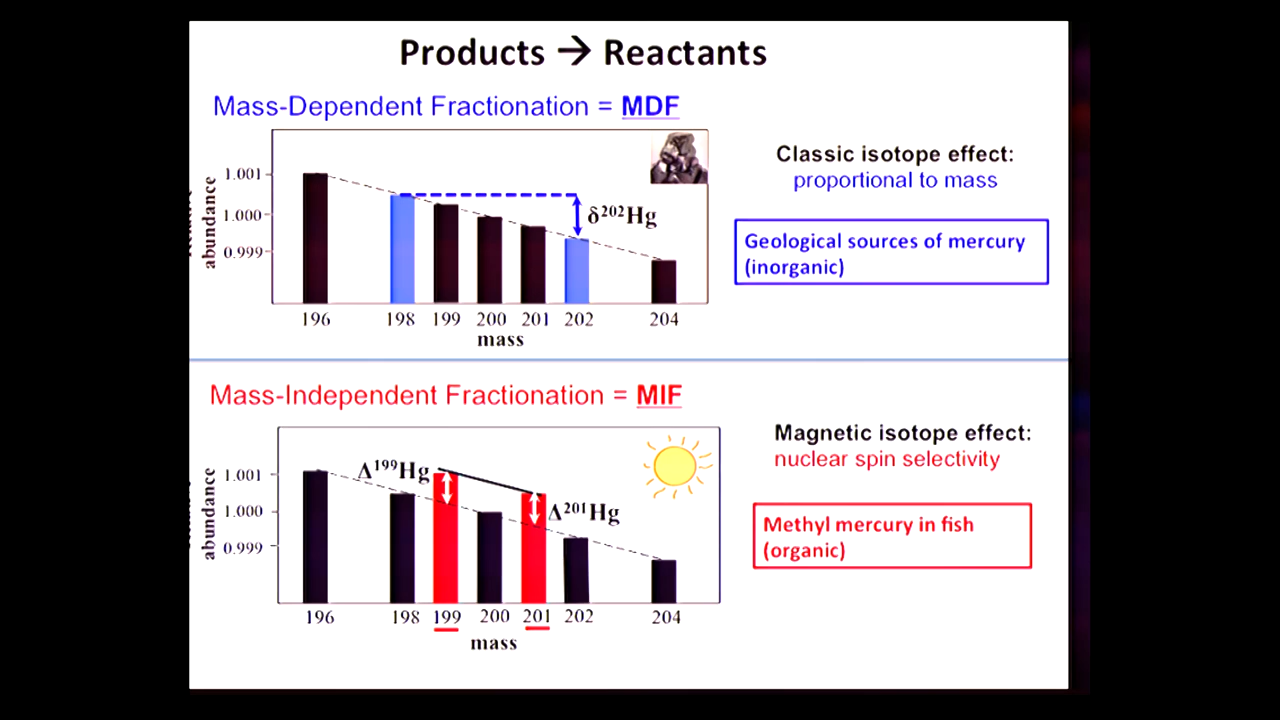 Products → Reactants
Mass-Dependent Fractionation = MDF
abundance
1.001
1.000
0.999
δ²⁰²Hg
196 198 199 200 201 202 204
mass
Classic isotope effect:
proportional to mass
Geological sources of mercury
(inorganic)
Mass-Independent Fractionation = MIF
abundance
1.001
1.000
0.999
Δ¹⁹⁹Hg
Δ²⁰¹Hg
196 198 199 200 201 202 204
mass
Magnetic isotope effect:
nuclear spin selectivity
Methyl mercury in fish
(organic)